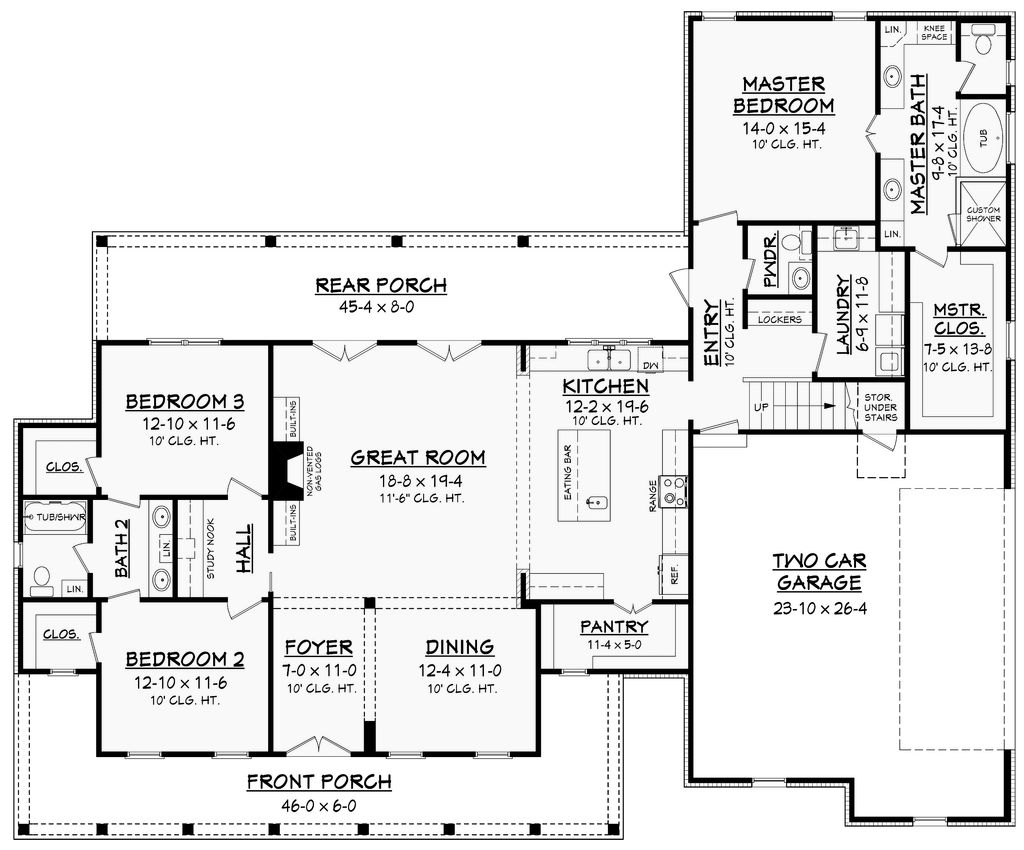 LIN.
KNEE
SPACE
MASTER
BEDROOM
14-0 x 15-4
10' CLG. HT.
MASTER BATH
9-8 x 17-4
10' CLG. HT.
TUB
CUSTOM
SHOWER
LIN.
REAR PORCH
45-4 x 8-0
PWDR.
ENTRY
10' CLG. HT.
LOCKERS
LAUNDRY
6-9 x 11-8
MSTR.
CLOS.
7-5 x 13-8
10' CLG. HT.
UP
STOR.
UNDER
STAIRS
BEDROOM 3
12-10 x 11-6
10' CLG. HT.
CLOS.
BUILT-INS
NON-VENTED
GAS LOGS
BUILT-INS
GREAT ROOM
18-8 x 19-4
11'-6" CLG. HT.
DW
KITCHEN
12-2 x 19-6
10' CLG. HT.
EATING BAR
RANGE
REF.
TUB/SHWR
BATH 2
LIN.
LIN.
STUDY NOOK
HALL
TWO CAR
GARAGE
23-10 x 26-4
CLOS.
BEDROOM 2
12-10 x 11-6
10' CLG. HT.
FOYER
7-0 x 11-0
10' CLG. HT.
DINING
12-4 x 11-0
10' CLG. HT.
PANTRY
11-4 x 5-0
FRONT PORCH
46-0 x 6-0